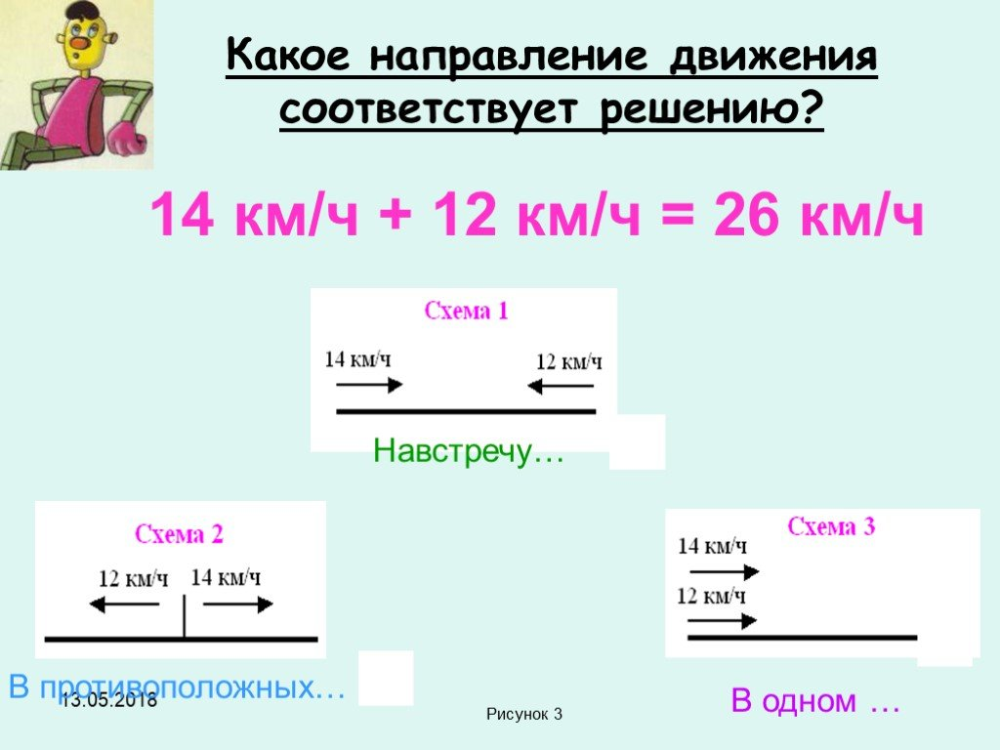 Какое направление движения
соответствует решению?
14 км/ч + 12 км/ч = 26 км/ч
Схема 1
14 км/ч 12 км/ч
Навстречу…
Схема 2
12 км/ч 14 км/ч
В противоположных…
Схема 3
14 км/ч
12 км/ч
В одном …
13.05.2018
Рисунок 3